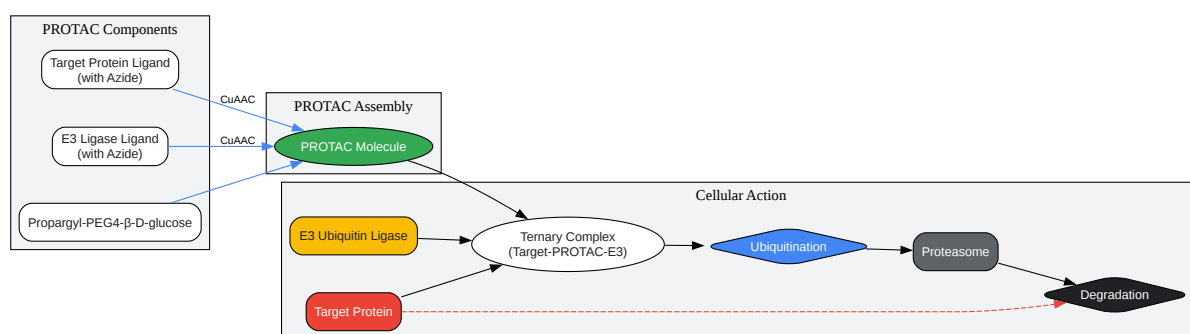 PROTAC Components
Target Protein Ligand
(with Azide)
CuAAC
PROTAC Assembly
E3 Ligase Ligand
(with Azide)
CuAAC
PROTAC Molecule
Propargyl-PEG4-β-D-glucose
Cellular Action
E3 Ubiquitin Ligase
Ternary Complex
(Target-PROTAC-E3)
Ubiquitination
Proteasome
Target Protein
Degradation